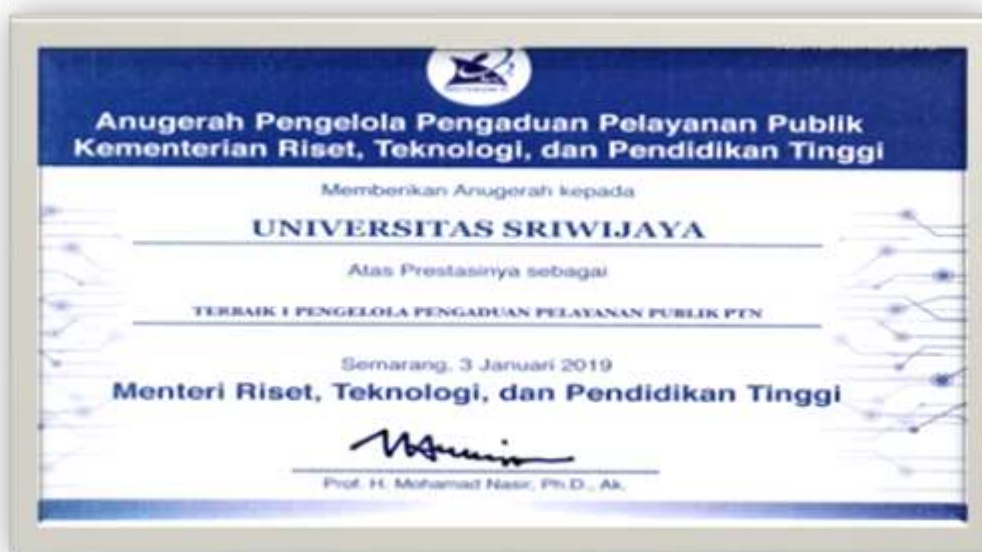 Anugerah Pengelola Pengaduan Pelayanan Publik
Kementerian Riset, Teknologi, dan Pendidikan Tinggi
Memberikan Anugerah kepada
UNIVERSITAS SRIWIJAYA
Atas Prestasinya sebagai
TERBAIK I PENGELOLA PENGADUAN PELAYANAN PUBLIK PTN
Semarang, 3 Januari 2019
Menteri Riset, Teknologi, dan Pendidikan Tinggi
Prof. H. Mohamad Nasir, Ph.D., Ak.